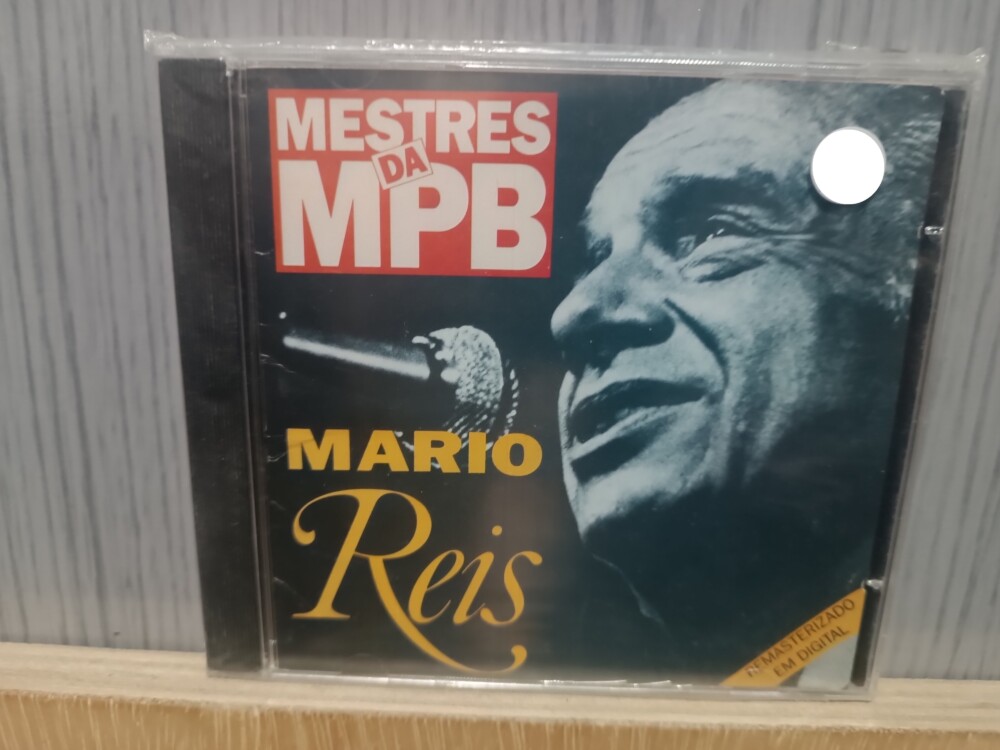 MESTRES
DA
MPB
MARIO
Reis
REMASTERIZADO
EM DIGITAL